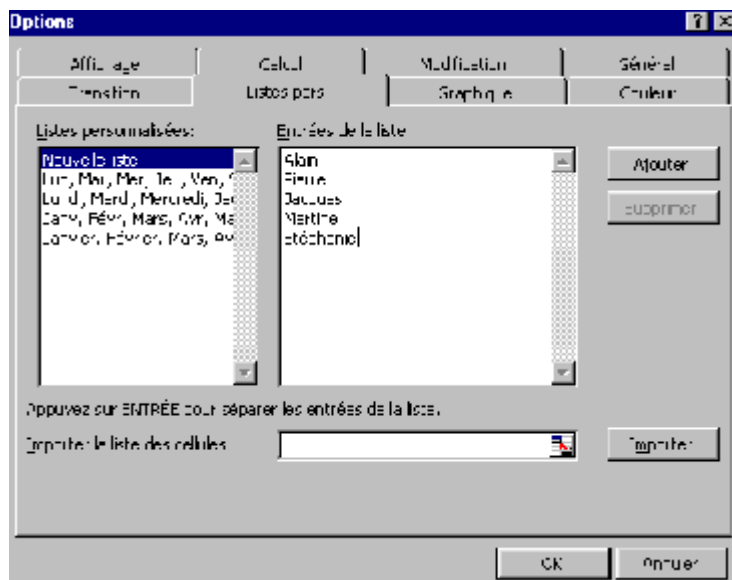 Options
Affichage Calcul Modification Général
Transition Listes pers Graphique Couleur
Listes personnalisées: Entrées de la liste
Nouvelle liste
Lun, Mar, Mer, Jeu, Ven, S
Lundi, Mardi, Mercredi, Jeu
Janv, Févr, Mars, Avr, Ma
Janvier, Février, Mars, Av
Alain
Pierre
Jacques
Martine
Stéphanie
Ajouter
Supprimer
Appuyez sur ENTRÉE pour séparer les entrées de la liste.
Importer la liste des cellules Importer
OK Annuler